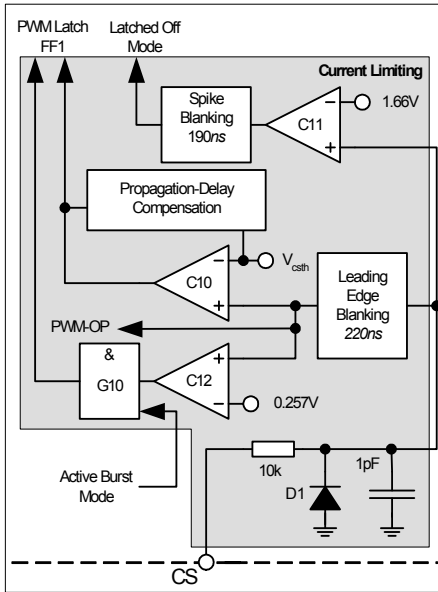 PWM Latch
FF1
Latched Off
Mode
Current Limiting
Spike
Blanking
190ns
C11
1.66V
Propagation-Delay
Compensation
Vcsth
C10
Leading
Edge
Blanking
220ns
PWM-OP
&
G10
C12
0.257V
Active Burst
Mode
10k
D1
1pF
CS